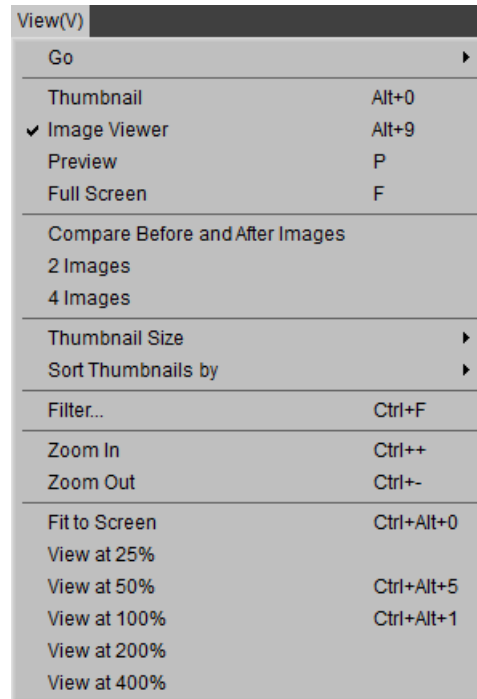 View(V)
Go
Thumbnail Alt+0
Image Viewer Alt+9
Preview P
Full Screen F
Compare Before and After Images
2 Images
4 Images
Thumbnail Size
Sort Thumbnails by
Filter... Ctrl+F
Zoom In Ctrl++
Zoom Out Ctrl+-
Fit to Screen Ctrl+Alt+0
View at 25%
View at 50% Ctrl+Alt+5
View at 100% Ctrl+Alt+1
View at 200%
View at 400%